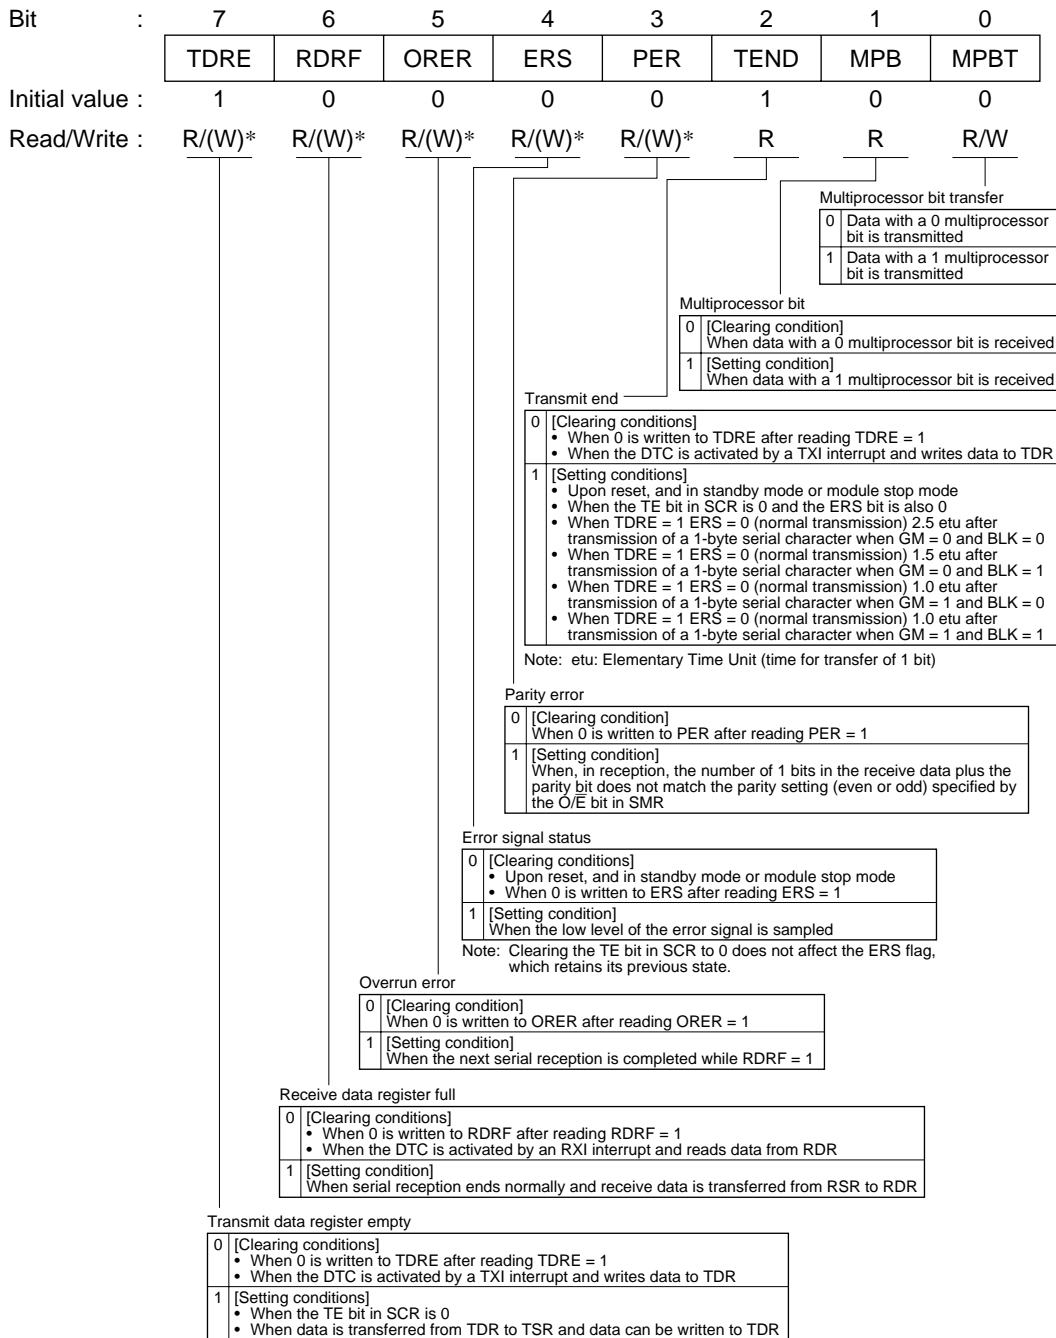 Bit : 7 6 5 4 3 2 1 0
TDRE RDRF ORER ERS PER TEND MPB MPBT
Initial value : 1 0 0 0 0 1 0 0
Read/Write : R/(W)* R/(W)* R/(W)* R/(W)* R/(W)* R R R/W
Multiprocessor bit transfer
0 Data with a 0 multiprocessor
bit is transmitted
1 Data with a 1 multiprocessor
bit is transmitted
Multiprocessor bit
0 [Clearing condition]
When data with a 0 multiprocessor bit is received
1 [Setting condition]
When data with a 1 multiprocessor bit is received
Transmit end
0 [Clearing conditions]
• When 0 is written to TDRE after reading TDRE = 1
• When the DTC is activated by a TXI interrupt and writes data to TDR
1 [Setting conditions]
• Upon reset, and in standby mode or module stop mode
• When the TE bit in SCR is 0 and the ERS bit is also 0
• When TDRE = 1 ERS = 0 (normal transmission) 2.5 etu after
transmission of a 1-byte serial character when GM = 0 and BLK = 0
• When TDRE = 1 ERS = 0 (normal transmission) 1.5 etu after
transmission of a 1-byte serial character when GM = 0 and BLK = 1
• When TDRE = 1 ERS = 0 (normal transmission) 1.0 etu after
transmission of a 1-byte serial character when GM = 1 and BLK = 0
• When TDRE = 1 ERS = 0 (normal transmission) 1.0 etu after
transmission of a 1-byte serial character when GM = 1 and BLK = 1
Note: etu: Elementary Time Unit (time for transfer of 1 bit)
Parity error
0 [Clearing condition]
When 0 is written to PER after reading PER = 1
1 [Setting condition]
When, in reception, the number of 1 bits in the receive data plus the
parity bit does not match the parity setting (even or odd) specified by
the O/E̅ bit in SMR
Error signal status
0 [Clearing conditions]
• Upon reset, and in standby mode or module stop mode
• When 0 is written to ERS after reading ERS = 1
1 [Setting condition]
When the low level of the error signal is sampled
Note: Clearing the TE bit in SCR to 0 does not affect the ERS flag,
which retains its previous state.
Overrun error
0 [Clearing condition]
When 0 is written to ORER after reading ORER = 1
1 [Setting condition]
When the next serial reception is completed while RDRF = 1
Receive data register full
0 [Clearing conditions]
• When 0 is written to RDRF after reading RDRF = 1
• When the DTC is activated by an RXI interrupt and reads data from RDR
1 [Setting condition]
When serial reception ends normally and receive data is transferred from RSR to RDR
Transmit data register empty
0 [Clearing conditions]
• When 0 is written to TDRE after reading TDRE = 1
• When the DTC is activated by a TXI interrupt and writes data to TDR
1 [Setting conditions]
• When the TE bit in SCR is 0
• When data is transferred from TDR to TSR and data can be written to TDR